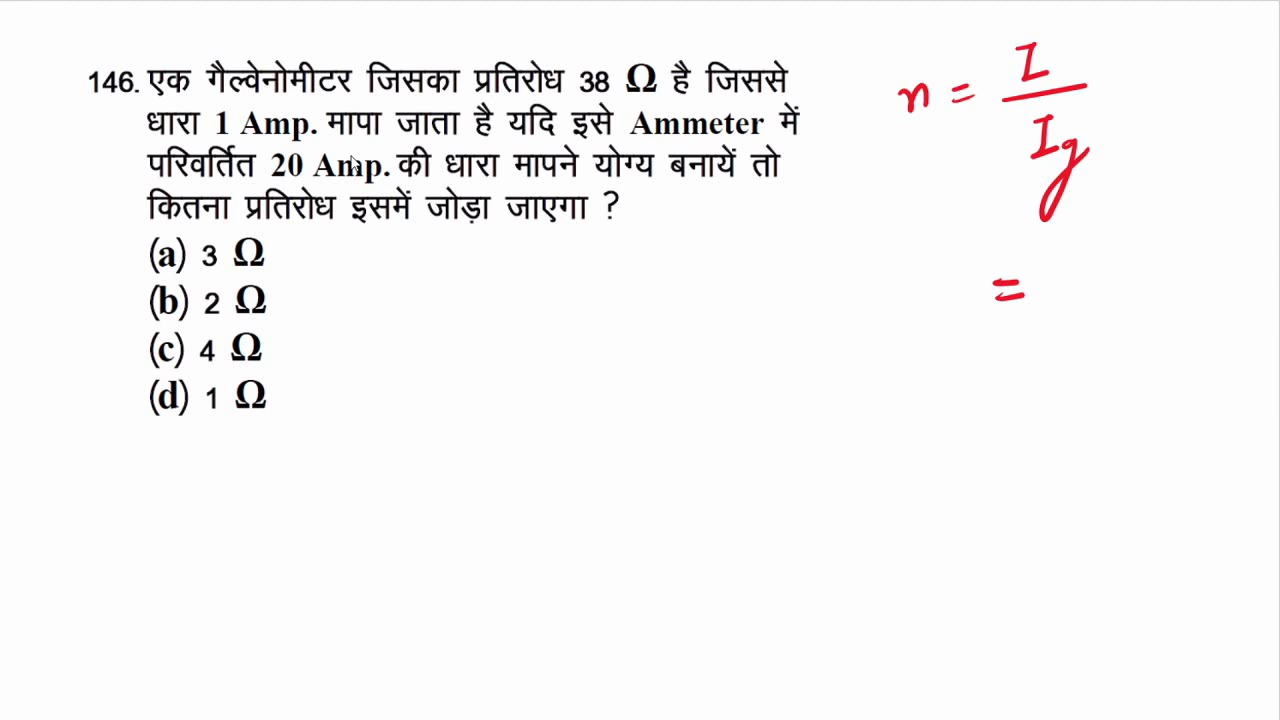 146. एक गैल्वेनोमीटर जिसका प्रतिरोध 38 Ω है जिससे
धारा 1 Amp. मापा जाता है यदि इसे Ammeter में
परिवर्तित 20 Amp. की धारा मापने योग्य बनायें तो
कितना प्रतिरोध इसमें जोड़ा जाएगा ?
(a) 3 Ω
(b) 2 Ω
(c) 4 Ω
(d) 1 Ω
n = I / Ig
=